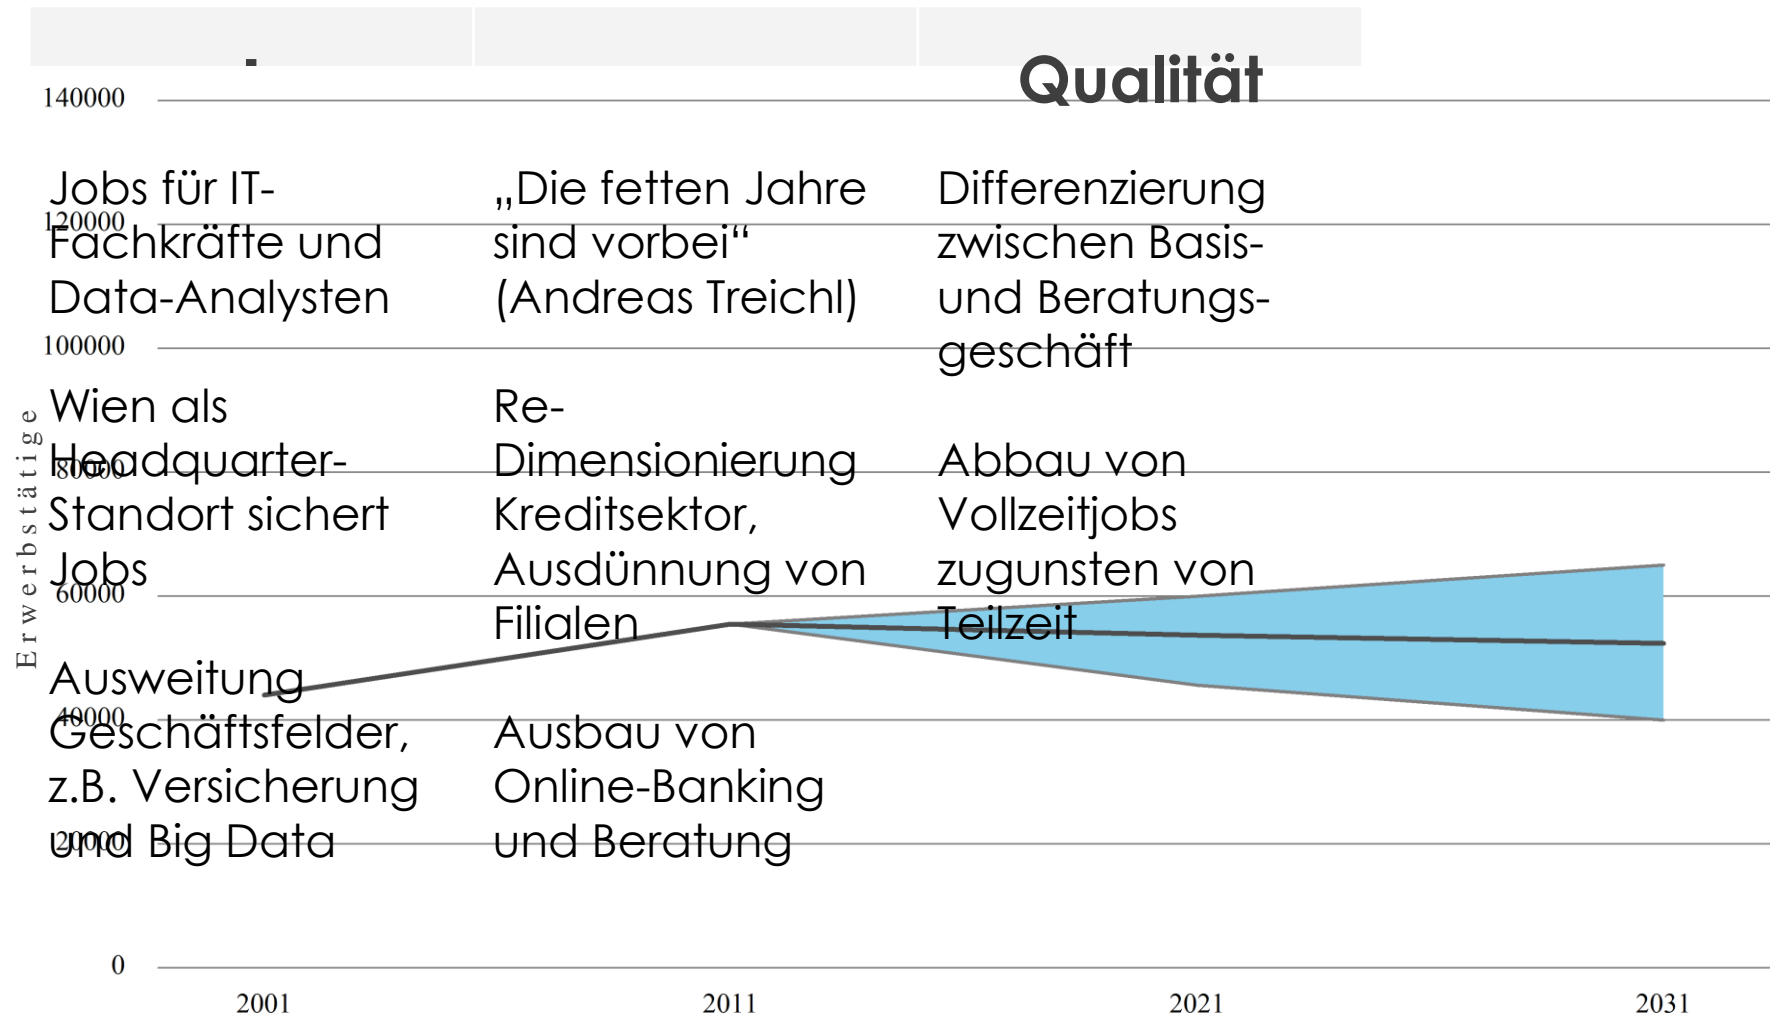 Qualität
Jobs für IT-
Fachkräfte und
Data-Analysten
Wien als
Headquarter-
Standort sichert
Jobs
Ausweitung
Geschäftsfelder,
z.B. Versicherung
und Big Data
„Die fetten Jahre
sind vorbei“
(Andreas Treichl)
Re-
Dimensionierung
Kreditsektor,
Ausdünnung von
Filialen
Ausbau von
Online-Banking
und Beratung
Differenzierung
zwischen Basis-
und Beratungs-
geschäft
Abbau von
Vollzeitjobs
zugunsten von
Teilzeit
Erwerbstätige
140000
120000
100000
80000
60000
40000
20000
0
2001
2011
2021
2031